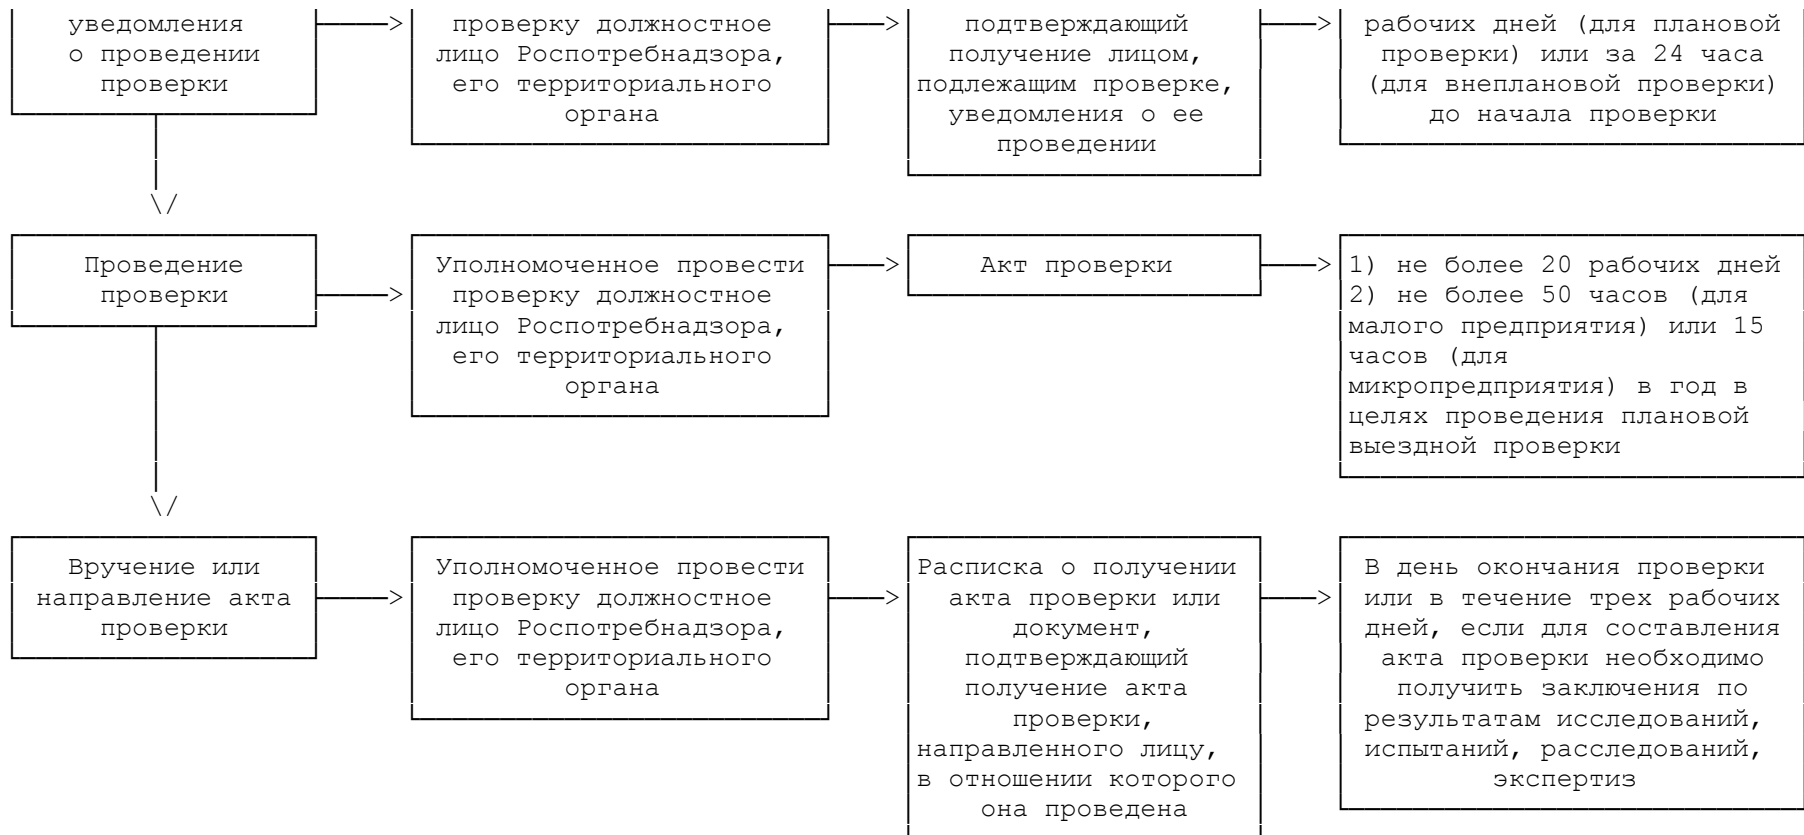 уведомления
о проведении
проверки
проверку должностное
лицо Роспотребнадзора,
его территориального
органа
подтверждающий
получение лицом,
подлежащим проверке,
уведомления о ее
проведении
рабочих дней (для плановой
проверки) или за 24 часа
(для внеплановой проверки)
до начала проверки
Проведение
проверки
Уполномоченное провести
проверку должностное
лицо Роспотребнадзора,
его территориального
органа
Акт проверки
1) не более 20 рабочих дней
2) не более 50 часов (для
малого предприятия) или 15
часов (для
микропредприятия) в год в
целях проведения плановой
выездной проверки
Вручение или
направление акта
проверки
Уполномоченное провести
проверку должностное
лицо Роспотребнадзора,
его территориального
органа
Расписка о получении
акта проверки или
документ,
подтверждающий
получение акта
проверки,
направленного лицу,
в отношении которого
она проведена
В день окончания проверки
или в течение трех рабочих
дней, если для составления
акта проверки необходимо
получить заключения по
результатам исследований,
испытаний, расследований,
экспертиз